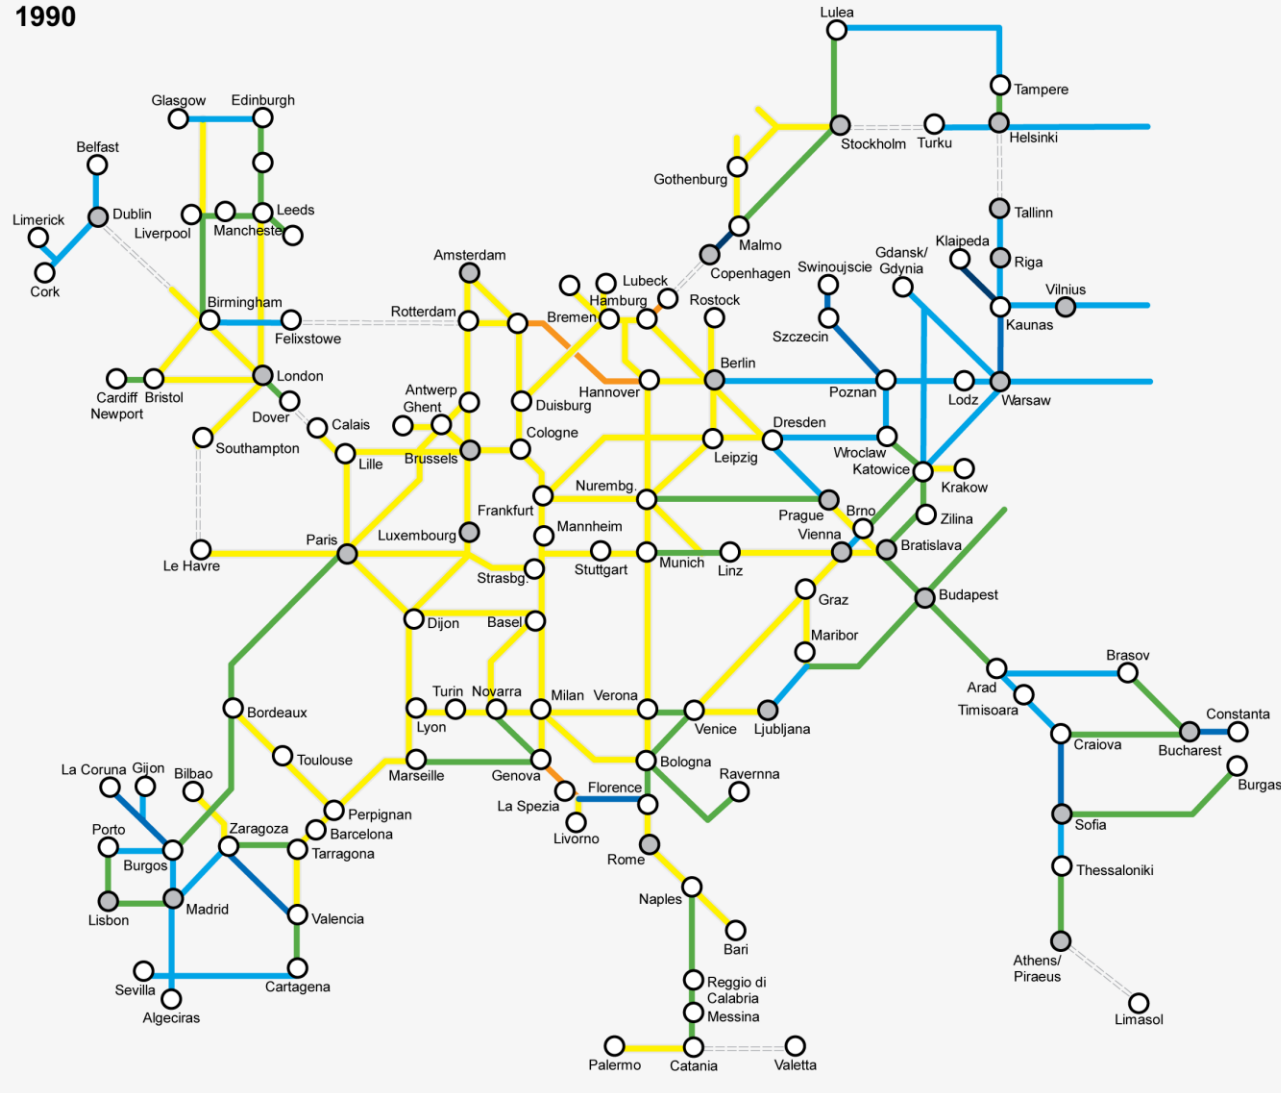 1990
Lulea
Glasgow
Edinburgh
Tampere
Belfast
Stockholm
Turku
Helsinki
Gothenburg
Limerick
Dublin
Liverpool
Manchester
Leeds
Tallinn
Malmo
Cork
Amsterdam
Copenhagen
Swinoujscie
Gdansk/
Gdynia
Klaipeda
Riga
Lubeck
Hamburg
Rostock
Vilnius
Birmingham
Rotterdam
Bremen
Kaunas
Felixstowe
Szczecin
Berlin
London
Hannover
Poznan
Lodz
Warsaw
Cardiff
Newport
Bristol
Dover
Antwerp
Ghent
Duisburg
Calais
Dresden
Southampton
Cologne
Wroclaw
Lille
Brussels
Leipzig
Katowice
Krakow
Nurembg.
Frankfurt
Prague
Brno
Zilina
Mannheim
Paris
Luxembourg
Vienna
Bratislava
Le Havre
Strasbg.
Stuttgart
Munich
Linz
Graz
Budapest
Dijon
Basel
Maribor
Brasov
Arad
Timisoara
Turin
Novarra
Milan
Verona
Bordeaux
Lyon
Venice
Ljubljana
Constanta
Craiova
Bucharest
Toulouse
La Coruna
Gijon
Bilbao
Marseille
Genova
Bologna
Ravernna
Burgas
La Spezia
Florence
Perpignan
Porto
Zaragoza
Barcelona
Livorno
Sofia
Burgos
Tarragona
Rome
Thessaloniki
Lisbon
Madrid
Valencia
Naples
Bari
Athens/
Piraeus
Sevilla
Cartagena
Reggio di
Calabria
Algeciras
Messina
Limasol
Palermo
Catania
Valetta